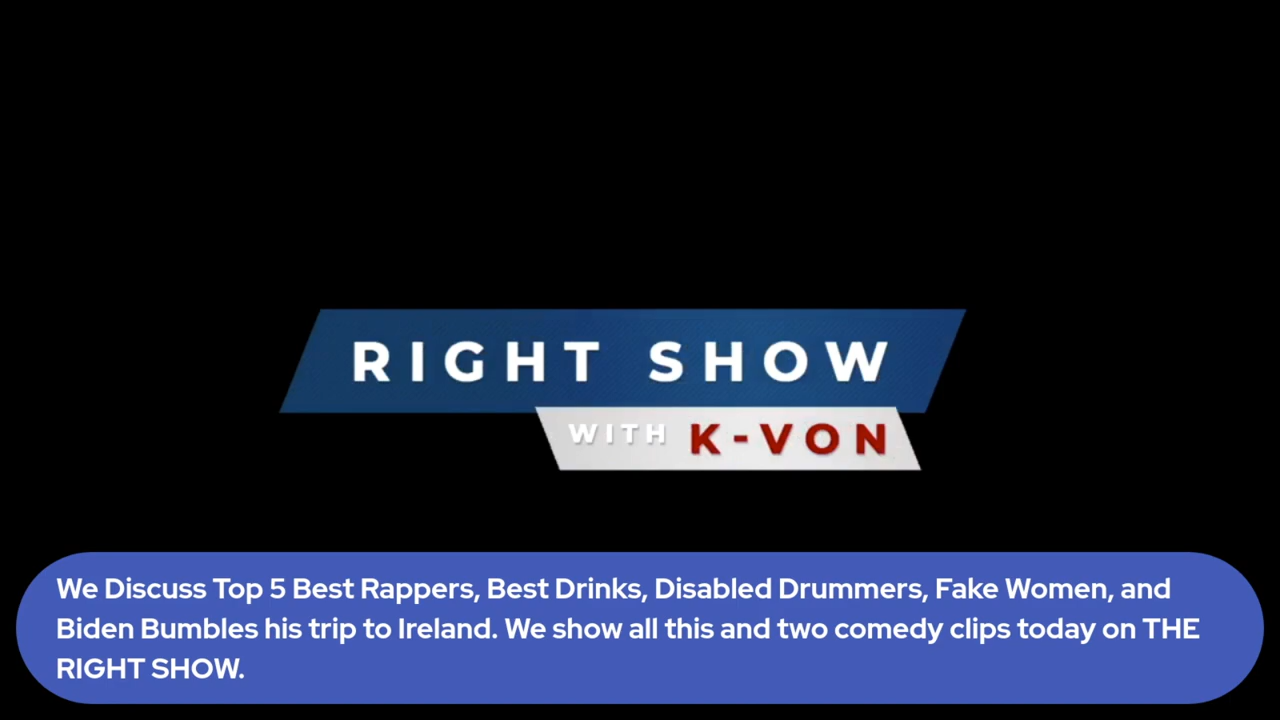 RIGHT SHOW
WITH K-VON
We Discuss Top 5 Best Rappers, Best Drinks, Disabled Drummers, Fake Women, and
Biden Bumbles his trip to Ireland. We show all this and two comedy clips today on THE
RIGHT SHOW.